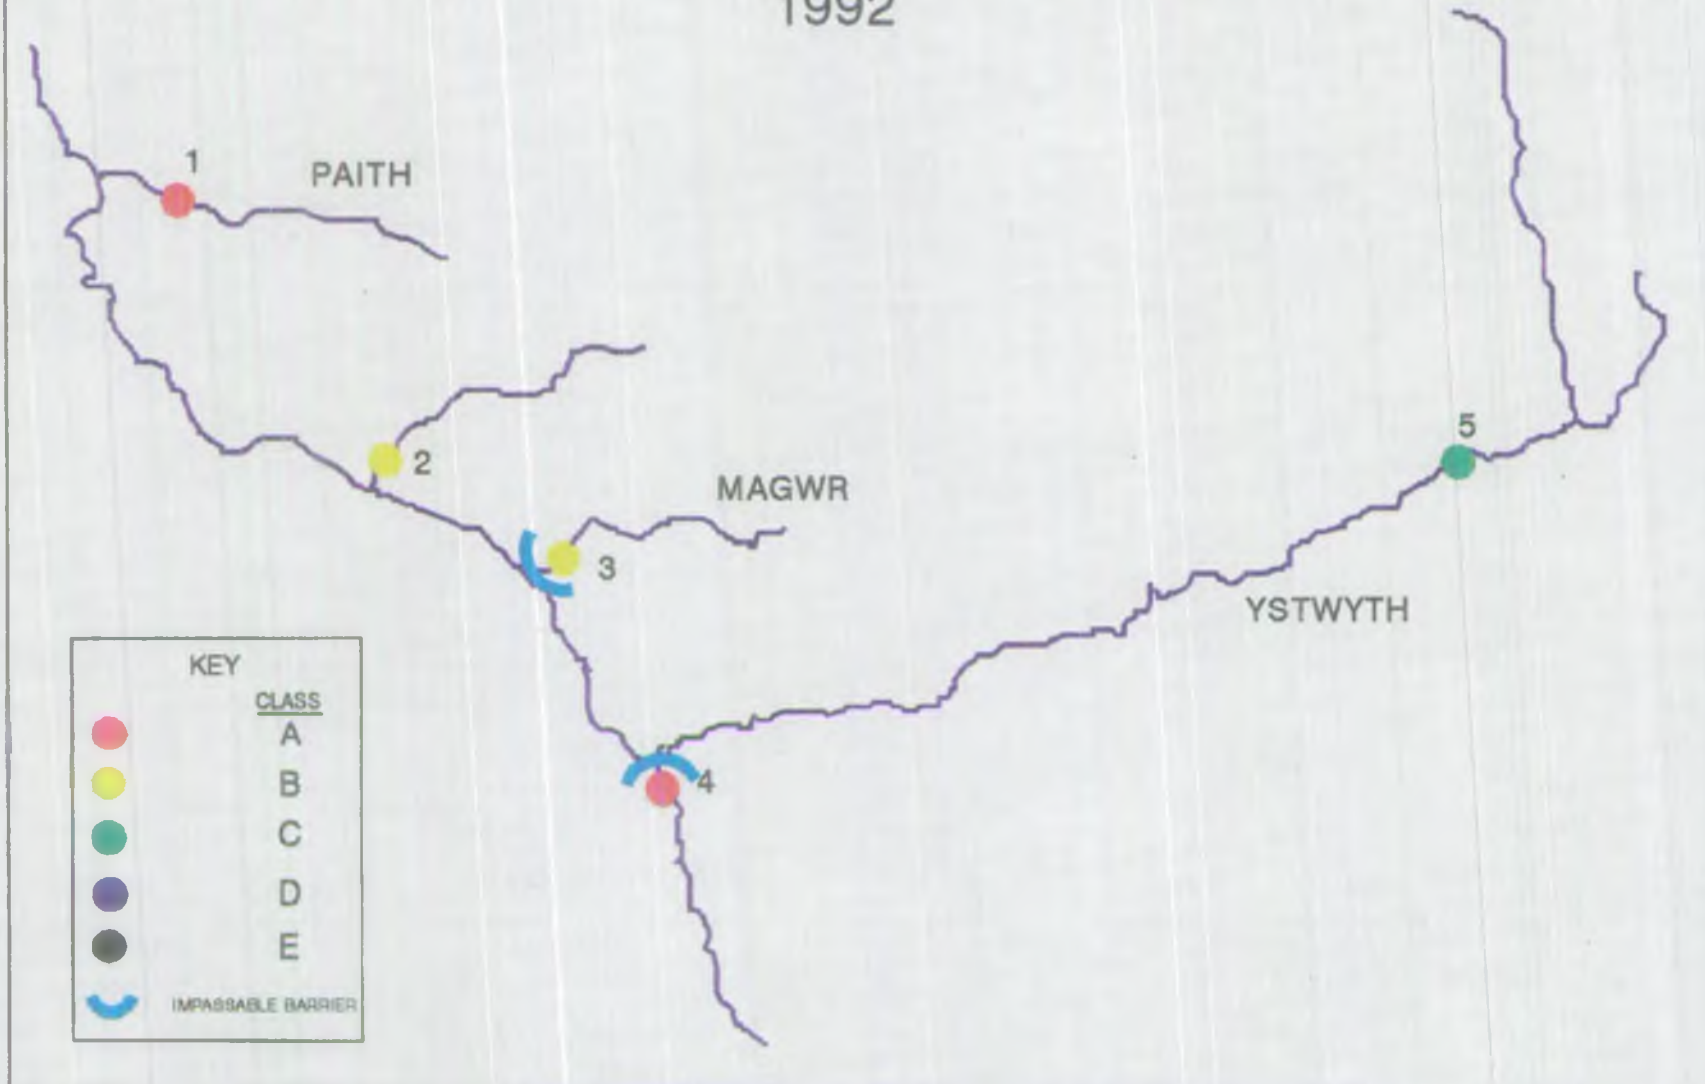 1992
1
PAITH
2
MAGWR
3
5
YSTWYTH
4
KEY
CLASS
A
B
C
D
E
IMPASSABLE BARRIER